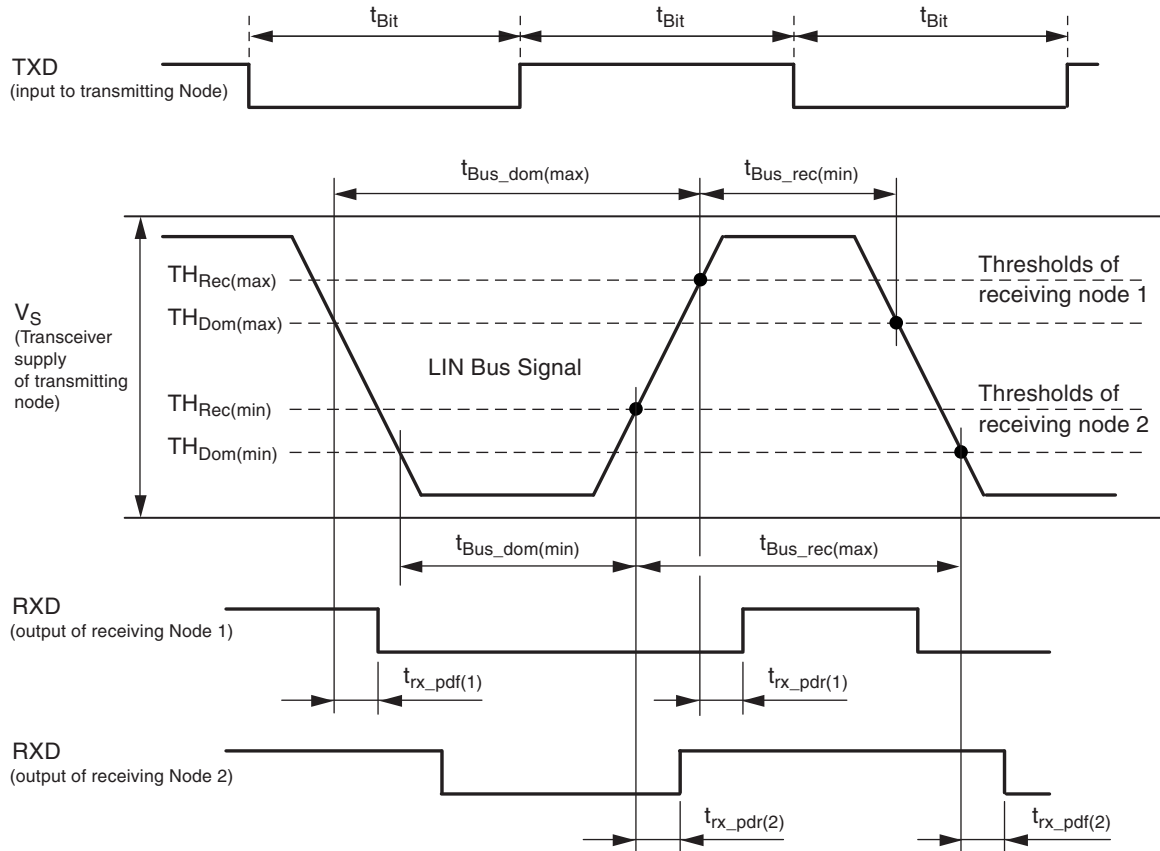 tBit tBit tBit
TXD
(input to transmitting Node)
tBus_dom(max) tBus_rec(min)
THRec(max)
THDom(max)
Thresholds of
receiving node 1
VS
(Transceiver
supply
of transmitting
node)
LIN Bus Signal
THRec(min)
THDom(min)
Thresholds of
receiving node 2
tBus_dom(min) tBus_rec(max)
RXD
(output of receiving Node 1)
trx_pdf(1) trx_pdr(1)
RXD
(output of receiving Node 2)
trx_pdr(2) trx_pdf(2)